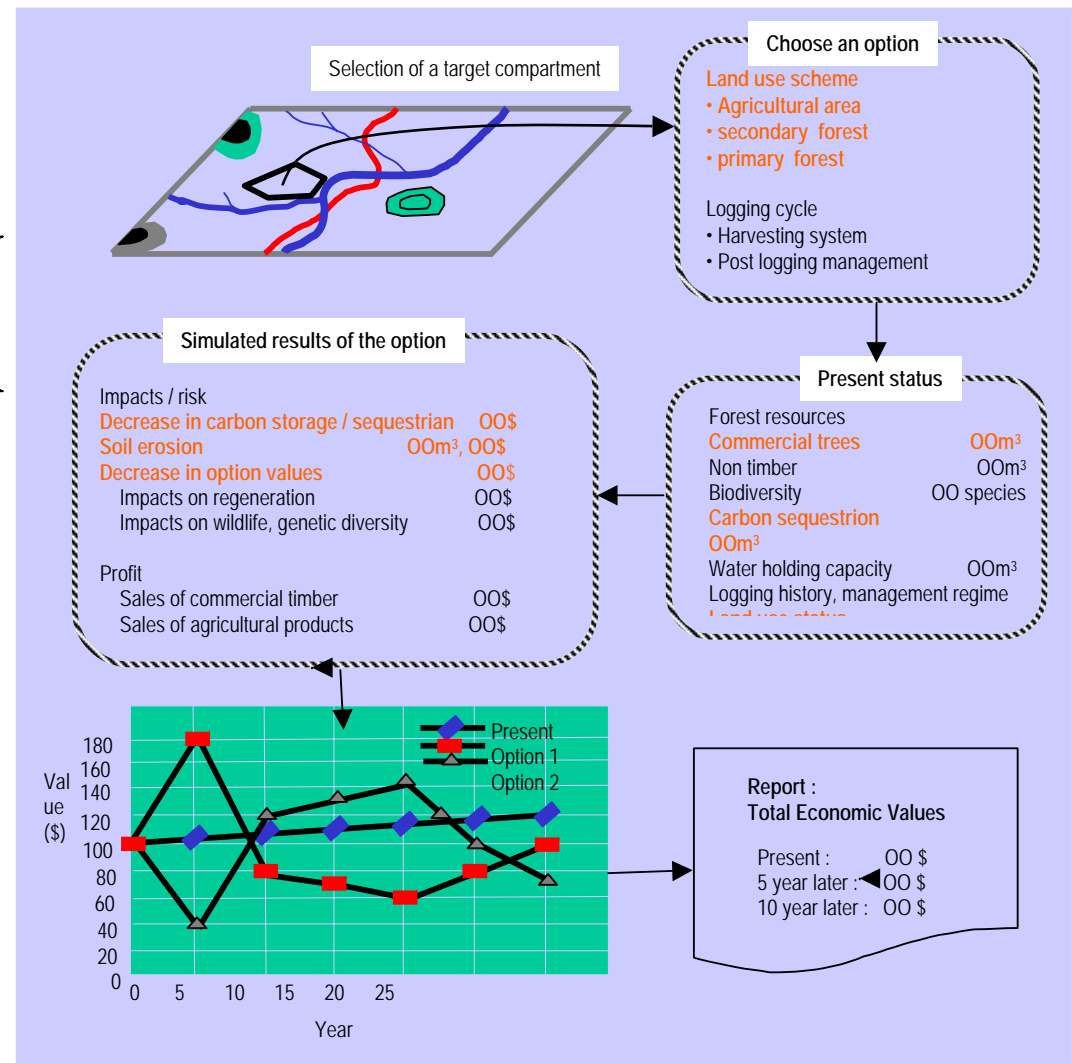 Selection of a target compartment
Choose an option
Land use scheme
• Agricultural area
• secondary forest
• primary forest
Logging cycle
• Harvesting system
• Post logging management
Present status
Forest resources
Commercial trees OOm³
Non timber OOm³
Biodiversity OO species
Carbon sequestrion
OOm³
Water holding capacity OOm³
Logging history, management regime
Simulated results of the option
Impacts / risk
Decrease in carbon storage / sequestrian OO$
Soil erosion OOm³, OO$
Decrease in option values OO$
Impacts on regeneration OO$
Impacts on wildlife, genetic diversity OO$
Profit
Sales of commercial timber OO$
Sales of agricultural products OO$
Present
Option 1
Option 2
Val
ue
($)
180
160
140
120
100
80
60
40
20
0
0 5 10 15 20 25
Year
Report :
Total Economic Values
Present : OO $
5 year later : OO $
10 year later : OO $